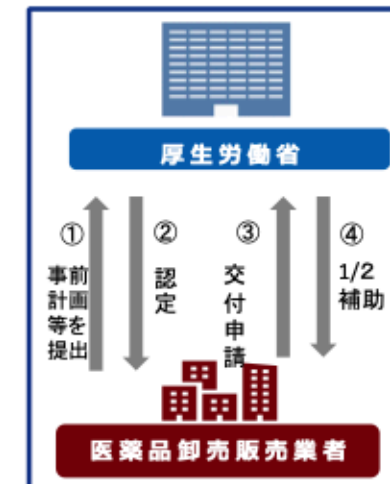 厚生労働省
①
事前計画等を提出
②
認定
③
交付申請
④
1/2
補助
医薬品卸売販売業者